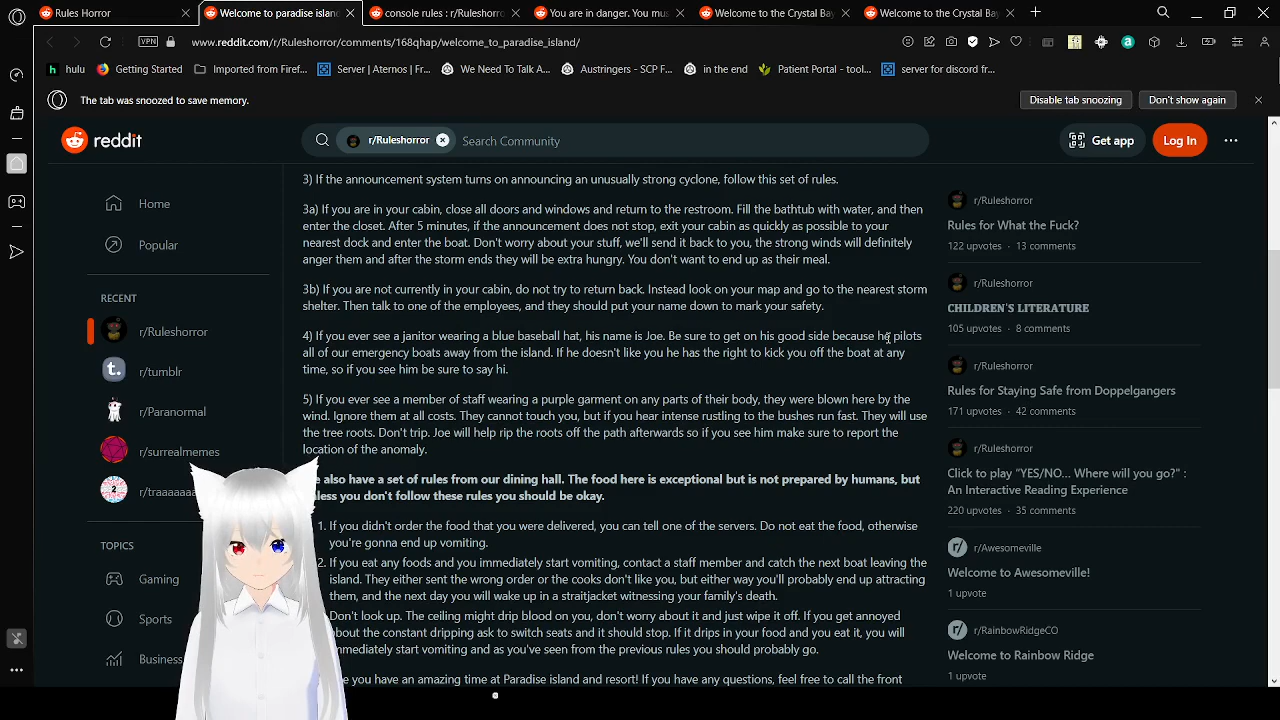 Rules Horror
Welcome to paradise island
console rules : r/Ruleshorro
You are in danger. You mus
Welcome to the Crystal Bay
Welcome to the Crystal Bay
VPN
www.reddit.com/r/Ruleshorror/comments/168qhap/welcome_to_paradise_island/
hulu
Getting Started
Imported from Firef...
Server | Aternos | Fr...
We Need To Talk A...
Austringers - SCP F...
in the end
Patient Portal - tool...
server for discord fr...
The tab was snoozed to save memory.
Disable tab snoozing
Don't show again
reddit
r/Ruleshorror
Search Community
Get app
Log In
Home
Popular
RECENT
r/Ruleshorror
r/tumblr
r/Paranormal
r/surrealmemes
r/traaaaaaa
TOPICS
Gaming
Sports
Business
3) If the announcement system turns on announcing an unusually strong cyclone, follow this set of rules.
3a) If you are in your cabin, close all doors and windows and return to the restroom. Fill the bathtub with water, and then
enter the closet. After 5 minutes, if the announcement does not stop, exit your cabin as quickly as possible to your
nearest dock and enter the boat. Don't worry about your stuff, we'll send it back to you, the strong winds will definitely
anger them and after the storm ends they will be extra hungry. You don't want to end up as their meal.
3b) If you are not currently in your cabin, do not try to return back. Instead look on your map and go to the nearest storm
shelter. Then talk to one of the employees, and they should put your name down to mark your safety.
4) If you ever see a janitor wearing a blue baseball hat, his name is Joe. Be sure to get on his good side because he pilots
all of our emergency boats away from the island. If he doesn't like you he has the right to kick you off the boat at any
time, so if you see him be sure to say hi.
5) If you ever see a member of staff wearing a purple garment on any parts of their body, they were blown here by the
wind. Ignore them at all costs. They cannot touch you, but if you hear intense rustling to the bushes run fast. They will use
the tree roots. Don't trip. Joe will help rip the roots off the path afterwards so if you see him make sure to report the
location of the anomaly.
also have a set of rules from our dining hall. The food here is exceptional but is not prepared by humans, but
less you don't follow these rules you should be okay.
1. If you didn't order the food that you were delivered, you can tell one of the servers. Do not eat the food, otherwise
you're gonna end up vomiting.
2. If you eat any foods and you immediately start vomiting, contact a staff member and catch the next boat leaving the
island. They either sent the wrong order or the cooks don't like you, but either way you'll probably end up attracting
them, and the next day you will wake up in a straitjacket witnessing your family's death.
Don't look up. The ceiling might drip blood on you, don't worry about it and just wipe it off. If you get annoyed
about the constant dripping ask to switch seats and it should stop. If it drips in your food and you eat it, you will
immediately start vomiting and as you've seen from the previous rules you should probably go.
you have an amazing time at Paradise island and resort! If you have any questions, feel free to call the front
r/Ruleshorror
Rules for What the Fuck?
122 upvotes · 13 comments
r/Ruleshorror
CHILDREN'S LITERATURE
105 upvotes · 8 comments
r/Ruleshorror
Rules for Staying Safe from Doppelgangers
171 upvotes · 42 comments
r/Ruleshorror
Click to play "YES/NO... Where will you go?" :
An Interactive Reading Experience
220 upvotes · 35 comments
r/Awesomeville
Welcome to Awesomeville!
1 upvote
r/RainbowRidgeCO
Welcome to Rainbow Ridge
1 upvote